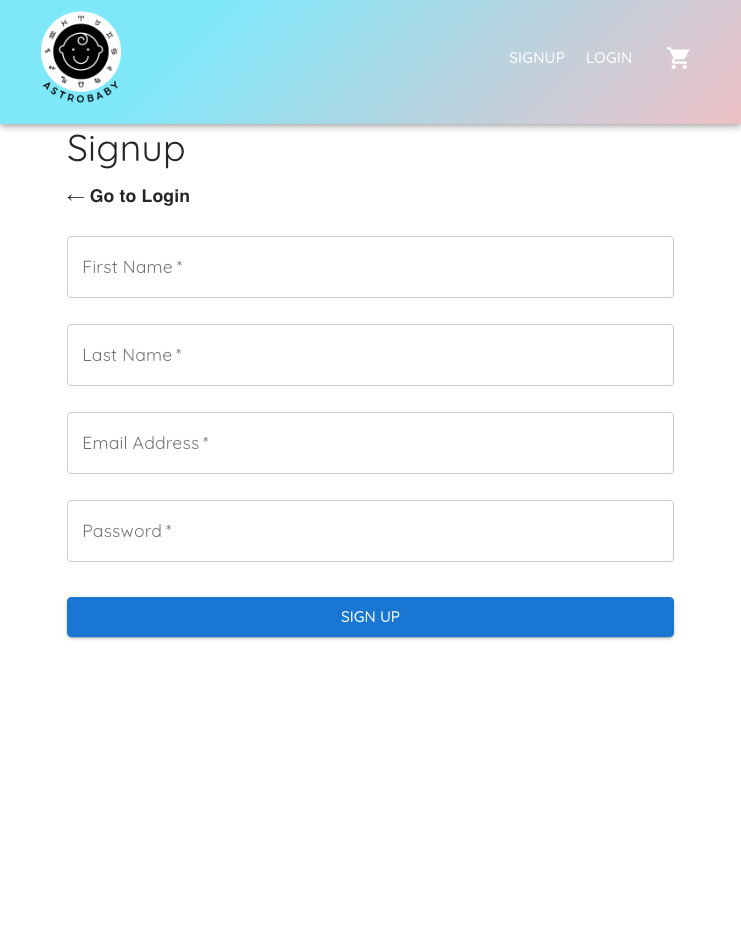 ASTROBABY
SIGNUP LOGIN
Signup
← Go to Login
First Name *
Last Name *
Email Address *
Password *
SIGN UP